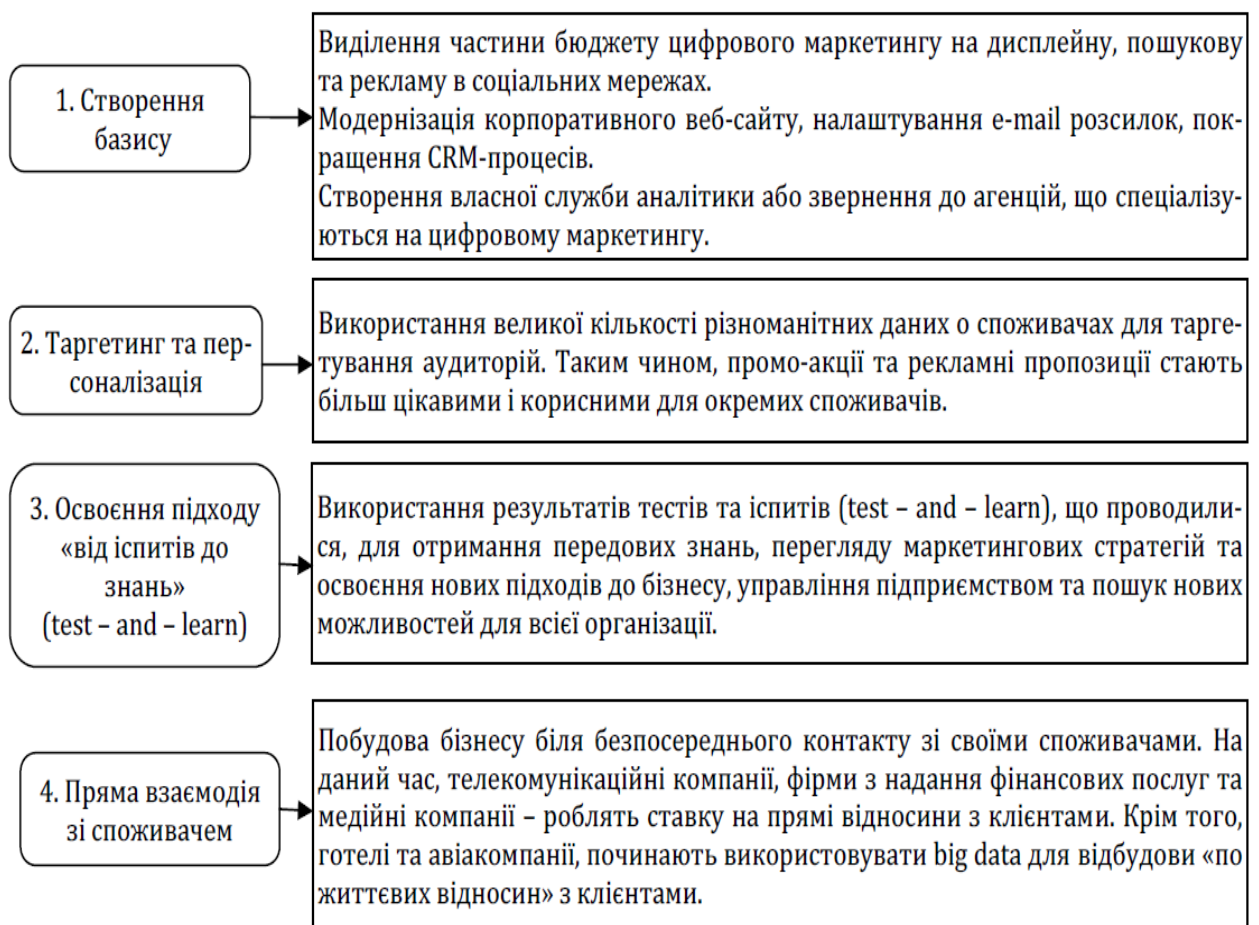 1. Створення
базису
Виділення частини бюджету цифрового маркетингу на дисплейну, пошукову
та рекламу в соціальних мережах.
Модернізація корпоративного веб-сайту, налаштування e-mail розсилок, пок-
ращення CRM-процесів.
Створення власної служби аналітики або звернення до агенцій, що спеціалізу-
ються на цифровому маркетингу.
2. Таргетинг та пер-
соналізація
Використання великої кількості різноманітних даних о споживачах для тарге-
тування аудиторій. Таким чином, промо-акції та рекламні пропозиції стають
більш цікавими і корисними для окремих споживачів.
3. Освоєння підходу
«від іспитів до
знань»
(test – and – learn)
Використання результатів тестів та іспитів (test – and – learn), що проводили-
ся, для отримання передових знань, перегляду маркетингових стратегій та
освоєння нових підходів до бізнесу, управління підприємством та пошук нових
можливостей для всієї організації.
4. Пряма взаємодія
зі споживачем
Побудова бізнесу біля безпосереднього контакту зі своїми споживачами. На
даний час, телекомунікаційні компанії, фірми з надання фінансових послуг та
медійні компанії – роблять ставку на прямі відносини з клієнтами. Крім того,
готелі та авіакомпанії, починають використовувати big data для відбудови «по
життєвих відносин» з клієнтами.